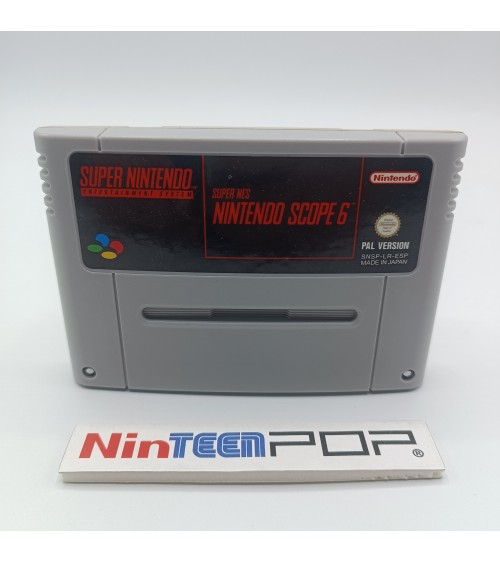 SUPER NINTENDO
ENTERTAINMENT SYSTEM
SUPER NES
NINTENDO SCOPE 6
Nintendo
PAL VERSION
SNSP-LR-ESP
MADE IN JAPAN
NinTEENPOP®